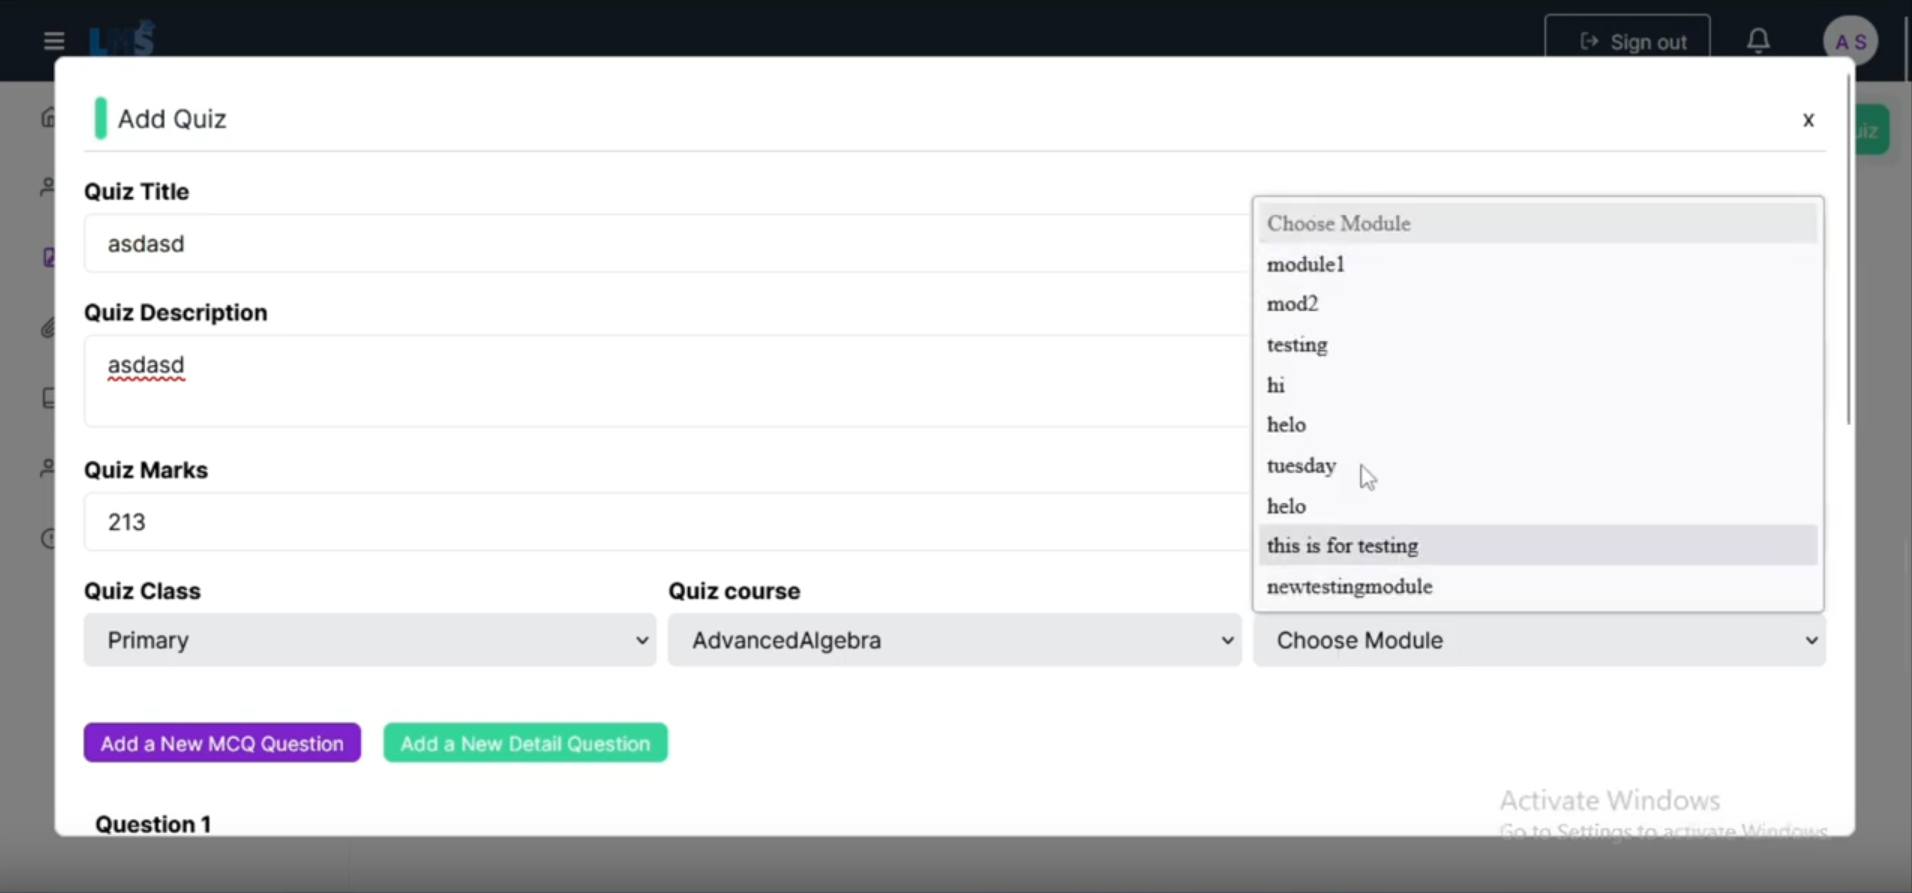 LMS
Sign out
A S
Add Quiz
x
Quiz Title
asdasd
Quiz Description
asdasd
Quiz Marks
213
Choose Module
module1
mod2
testing
hi
helo
tuesday
helo
this is for testing
newtestingmodule
Quiz Class
Quiz course
Primary
AdvancedAlgebra
Choose Module
Add a New MCQ Question
Add a New Detail Question
Question 1
Activate Windows
Go to Settings to activate Windows.